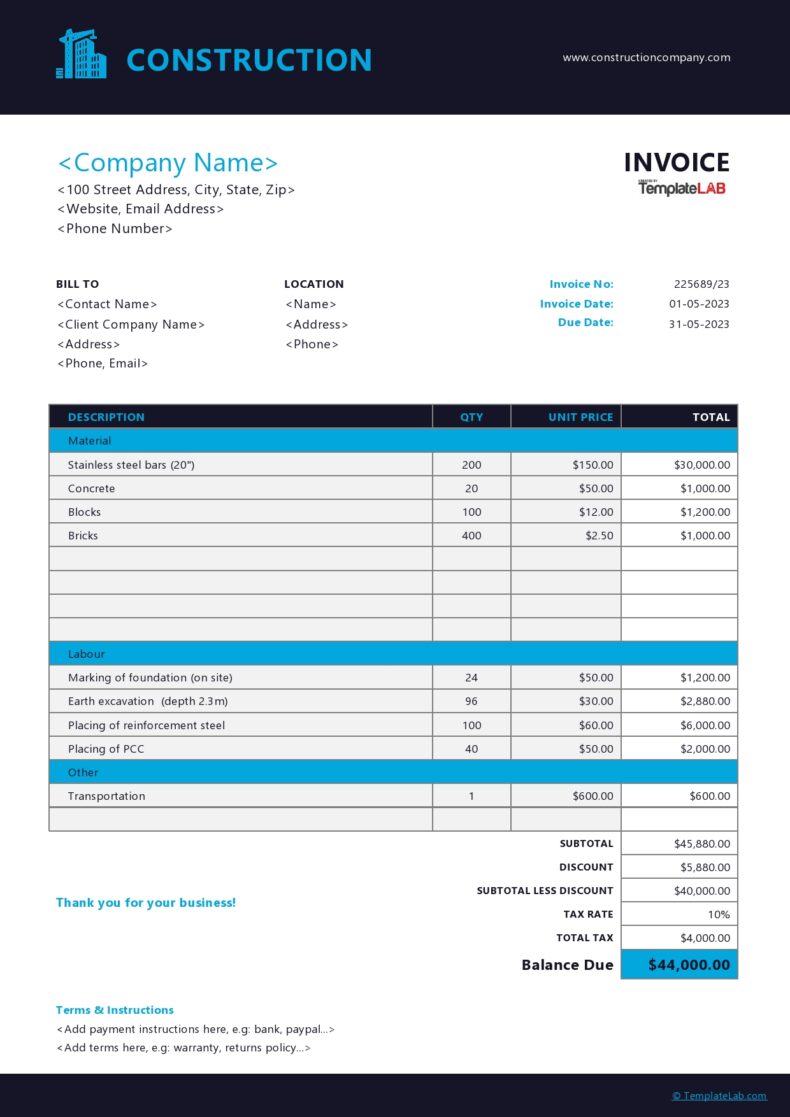 CONSTRUCTION
www.constructioncompany.com
<Company Name>
INVOICE
<100 Street Address, City, State, Zip>
CREATED BY
TemplateLAB
<Website, Email Address>
<Phone Number>
BILL TO LOCATION Invoice No: 225689/23
<Contact Name> <Name> Invoice Date: 01-05-2023
<Client Company Name> <Address> Due Date: 31-05-2023
<Address> <Phone>
<Phone, Email>
DESCRIPTION QTY UNIT PRICE TOTAL
Material
Stainless steel bars (20") 200 $150.00 $30,000.00
Concrete 20 $50.00 $1,000.00
Blocks 100 $12.00 $1,200.00
Bricks 400 $2.50 $1,000.00
Labour
Marking of foundation (on site) 24 $50.00 $1,200.00
Earth excavation  (depth 2.3m) 96 $30.00 $2,880.00
Placing of reinforcement steel 100 $60.00 $6,000.00
Placing of PCC 40 $50.00 $2,000.00
Other
Transportation 1 $600.00 $600.00
SUBTOTAL $45,880.00
DISCOUNT $5,880.00
SUBTOTAL LESS DISCOUNT $40,000.00
Thank you for your business!
TAX RATE 10%
TOTAL TAX $4,000.00
Balance Due $44,000.00
Terms & Instructions
<Add payment instructions here, e.g: bank, paypal...>
<Add terms here, e.g: warranty, returns policy...>
© TemplateLab.com